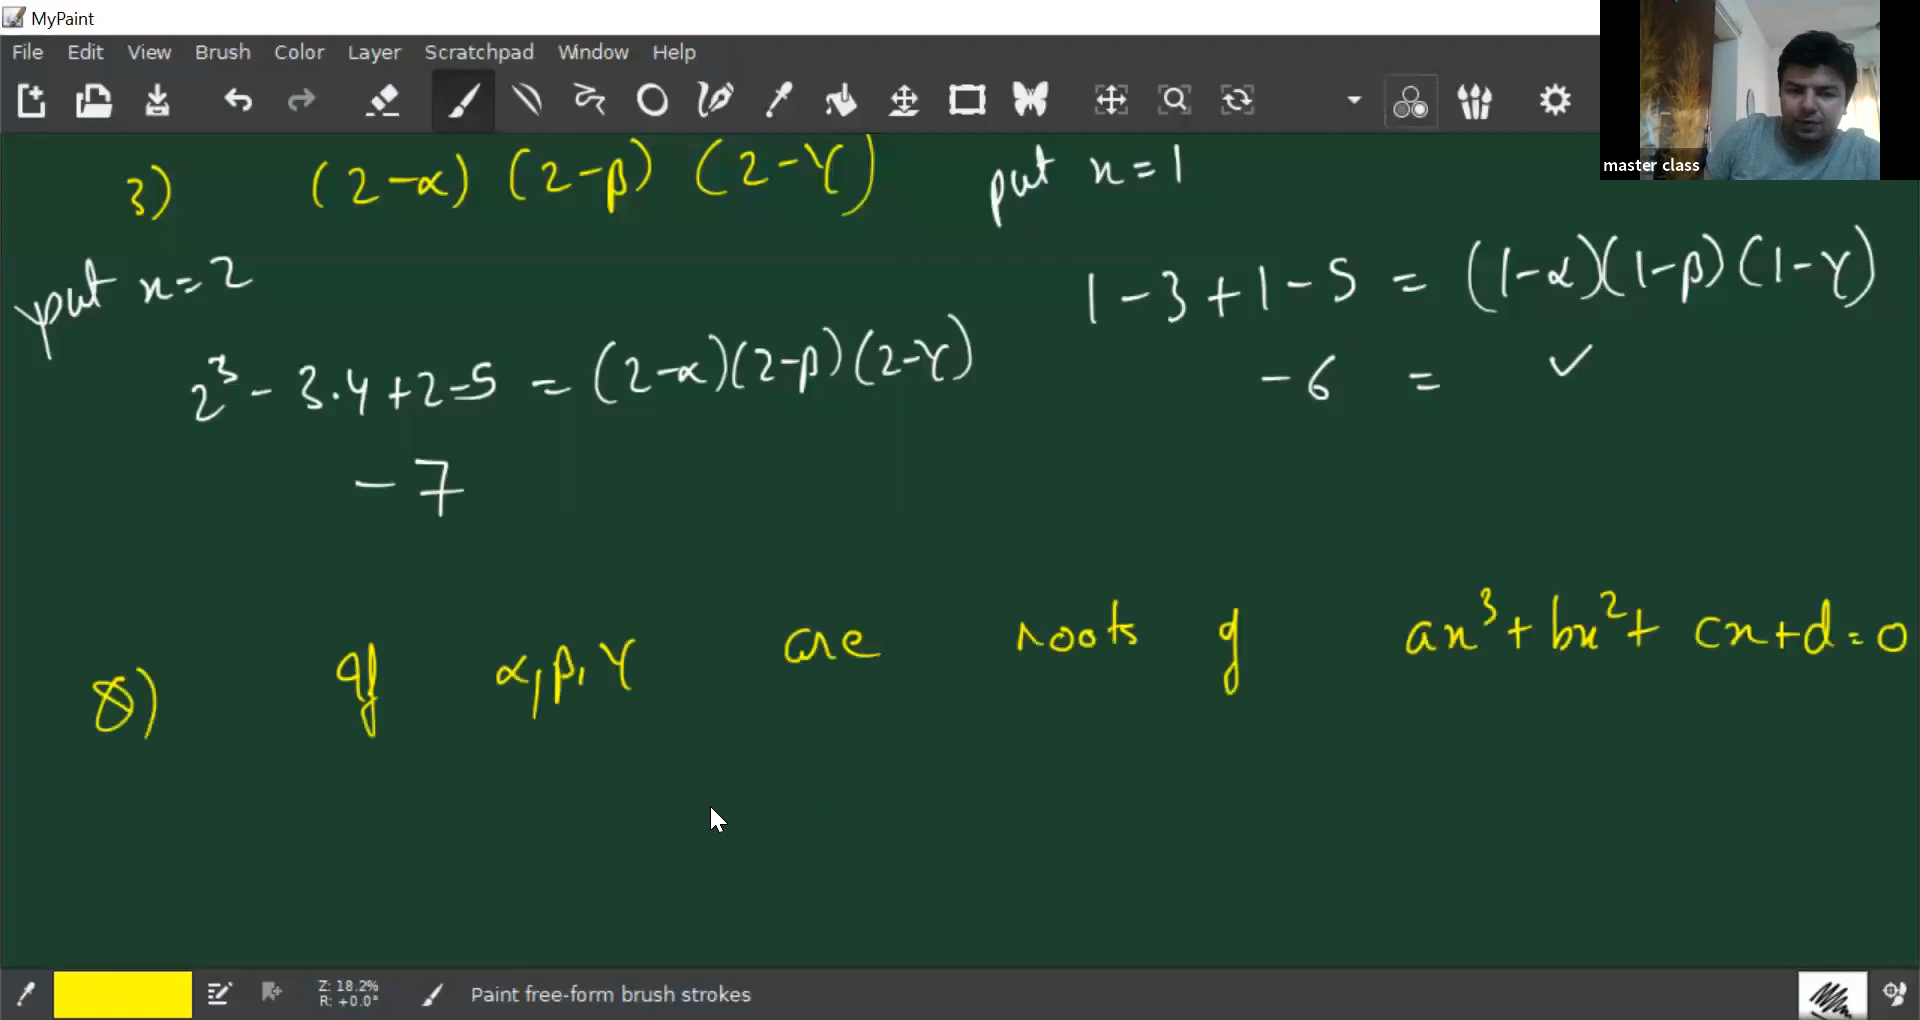 MyPaint
File Edit View Brush Color Layer Scratchpad Window Help
master class
3) (2-α) (2-β) (2-γ)
put x=1
put x=2
1-3+1-5 = (1-α)(1-β)(1-γ)
2³-3.4+2-5 = (2-α)(2-β)(2-γ)
-6 = ✓
-7
Q) If α,β,γ are roots of ax³+bx²+cx+d=0
Z: 18.2%
R: +0.0°
Paint free-form brush strokes